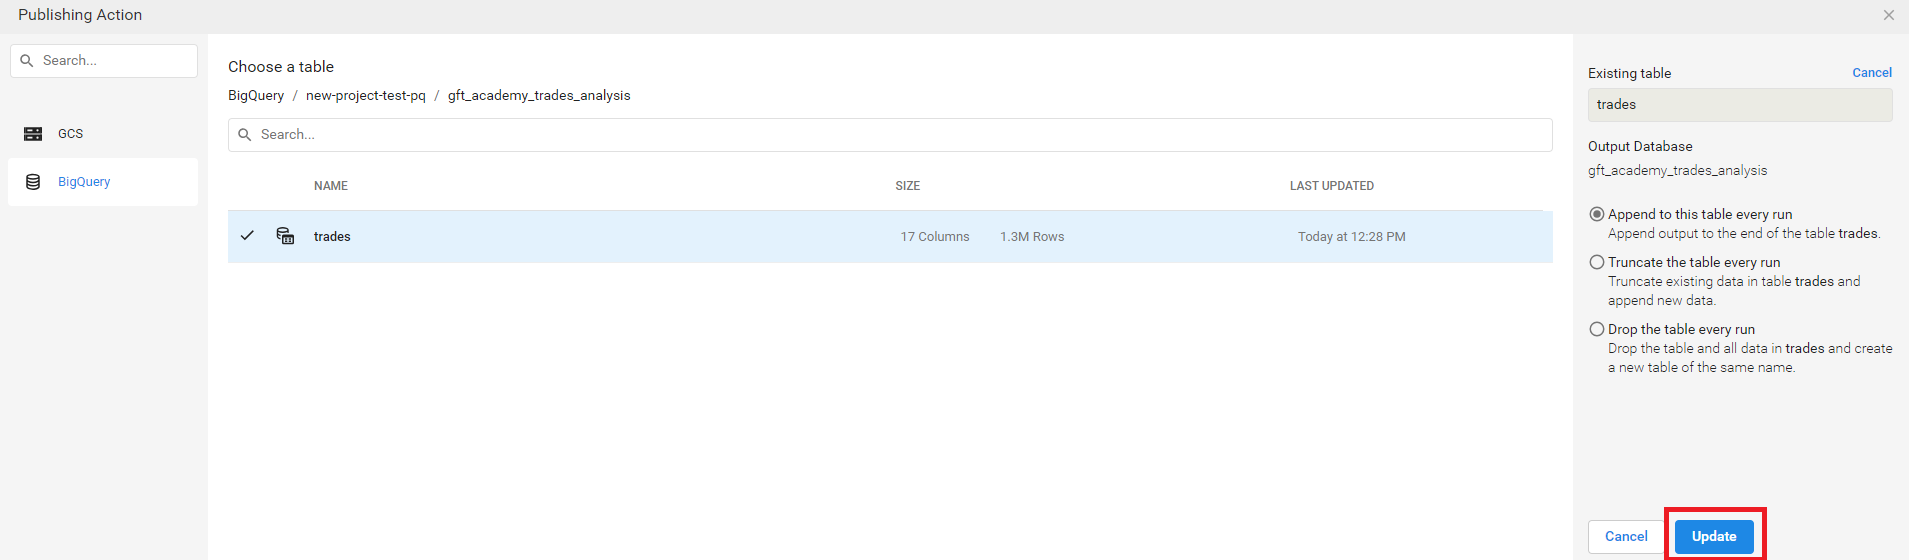 Publishing Action
Search...
GCS
BigQuery
Choose a table
BigQuery / new-project-test-pq / gft_academy_trades_analysis
Search...
NAME SIZE LAST UPDATED
trades 17 Columns 1.3M Rows Today at 12:28 PM
Existing table Cancel
trades
Output Database
gft_academy_trades_analysis
Append to this table every run
Append output to the end of the table trades.
Truncate the table every run
Truncate existing data in table trades and
append new data.
Drop the table every run
Drop the table and all data in trades and create
a new table of the same name.
Cancel Update